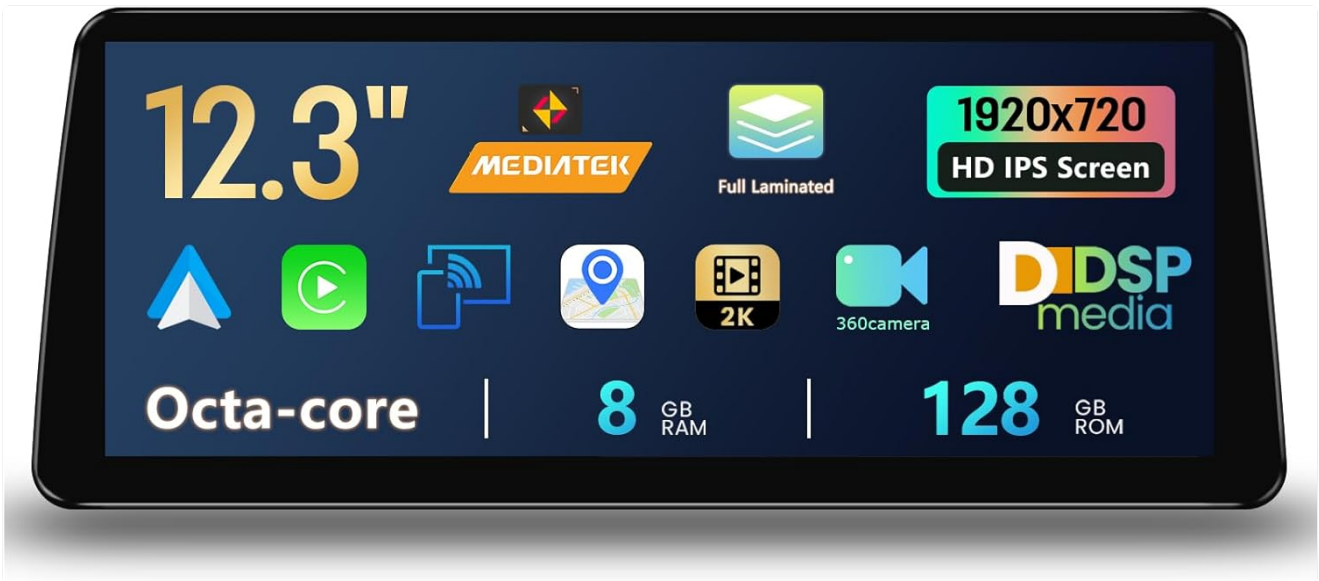 12.3"
MEDIATEK
Full Laminated
1920x720
HD IPS Screen
2K
360camera
D DSP
media
Octa-core
8 GB
RAM
128 GB
ROM